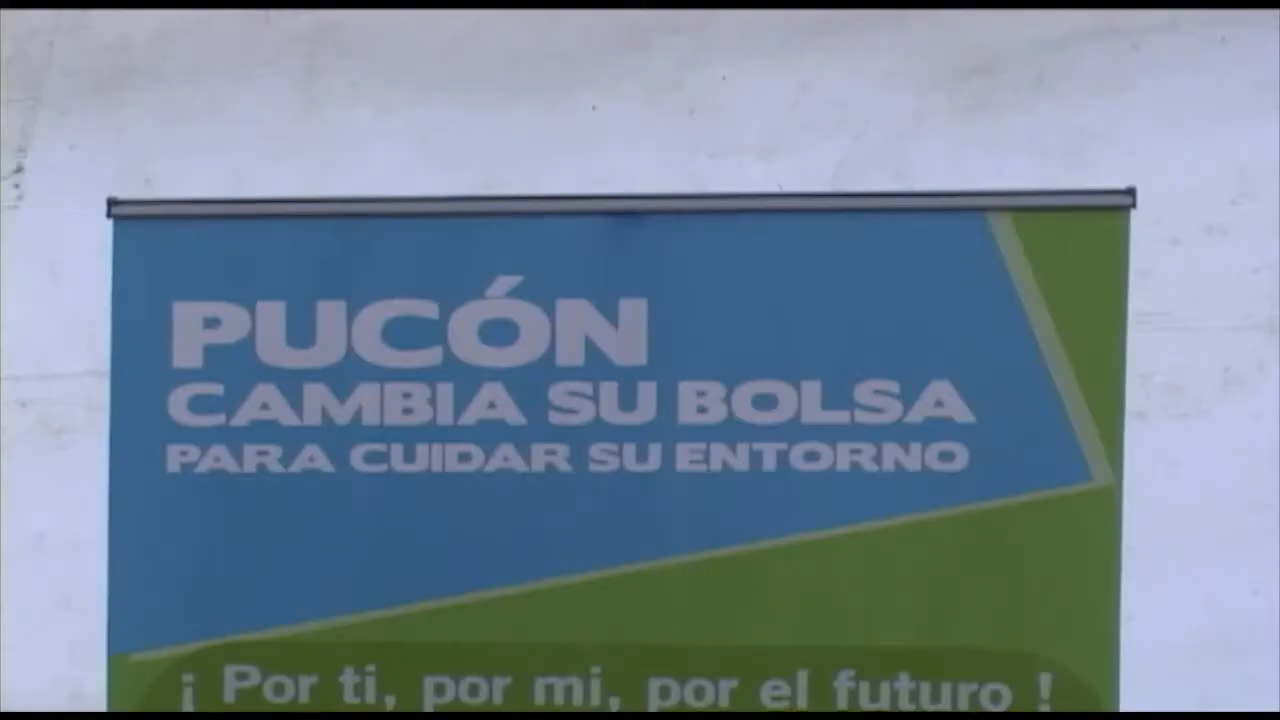 PUCÓN
CAMBIA SU BOLSA
PARA CUIDAR SU ENTORNO
¡ Por ti, por mi, por el futuro !